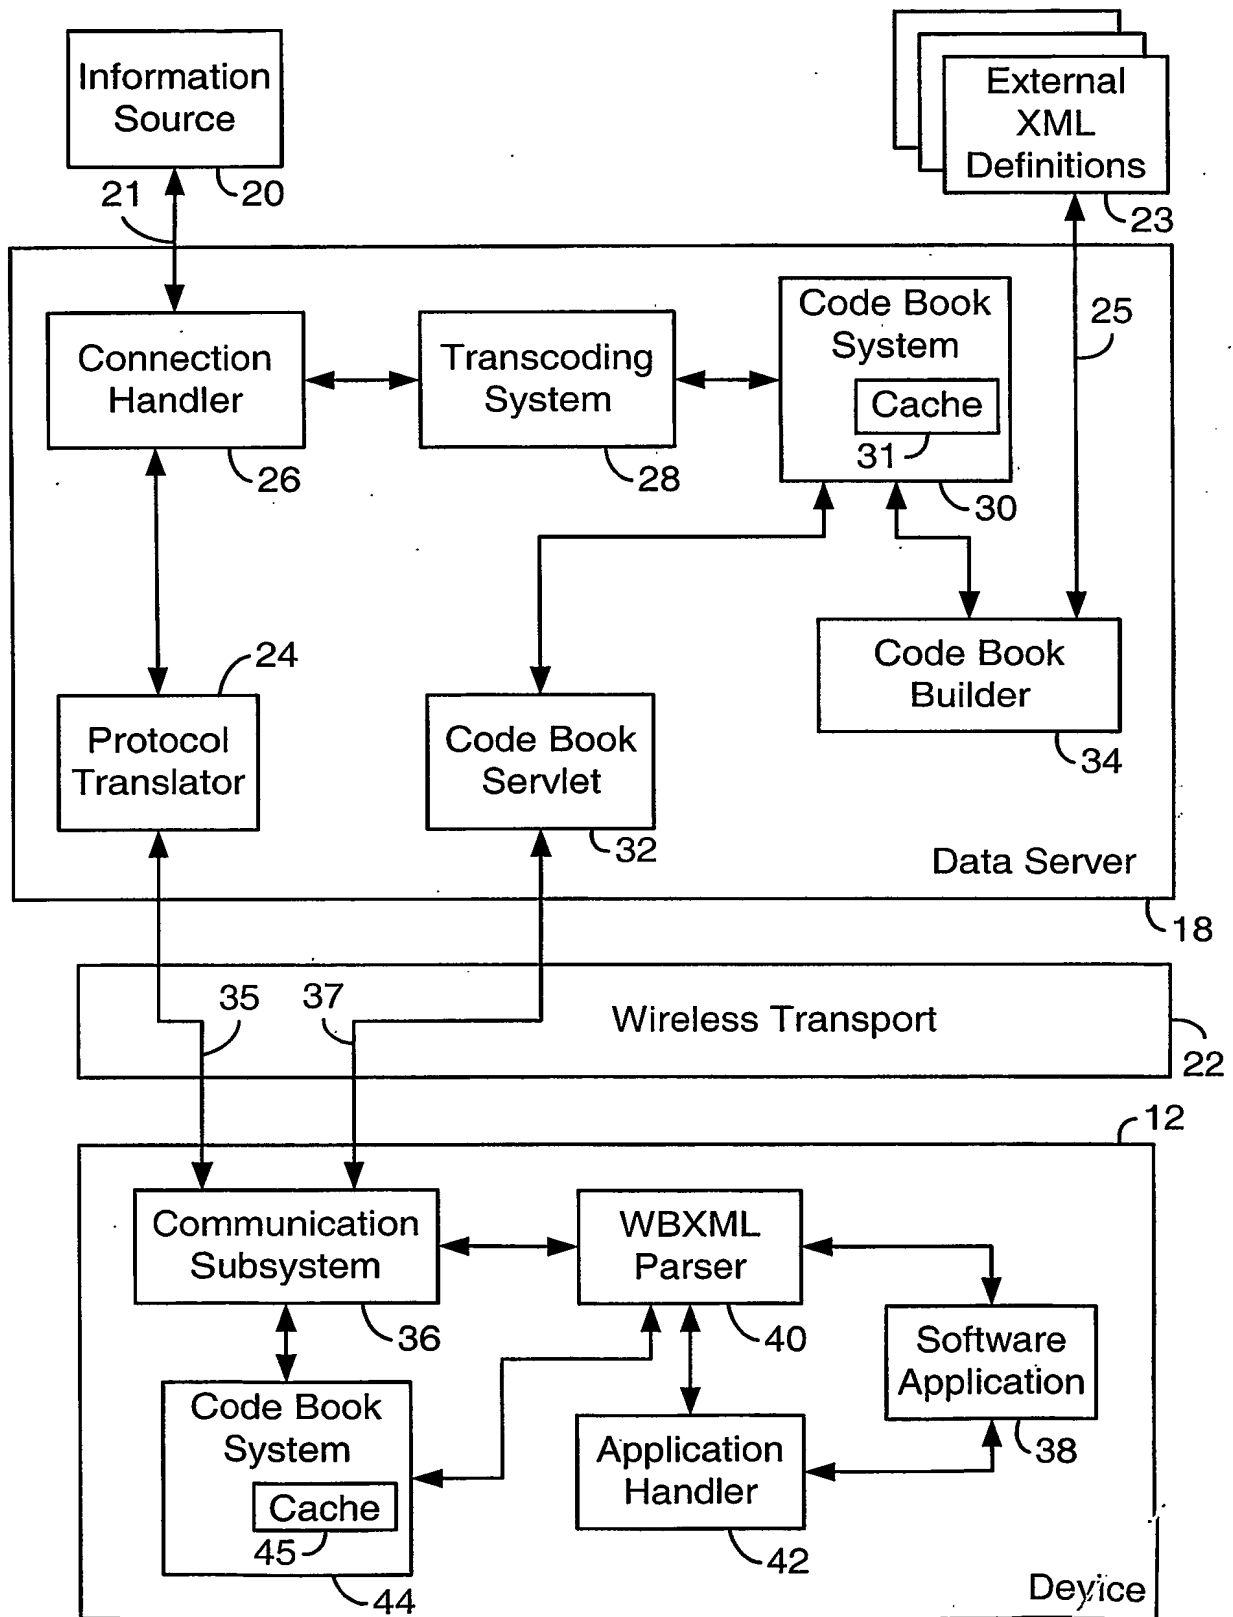 Information
Source
20
21
External
XML
Definitions
23
25
Connection
Handler
26
Transcoding
System
28
Code Book
System
Cache
31
30
24
Protocol
Translator
Code Book
Servlet
32
Code Book
Builder
34
Data Server
18
35
37
Wireless Transport
22
12
Communication
Subsystem
36
WBXML
Parser
40
Software
Application
38
Code Book
System
Cache
45
44
Application
Handler
42
Device